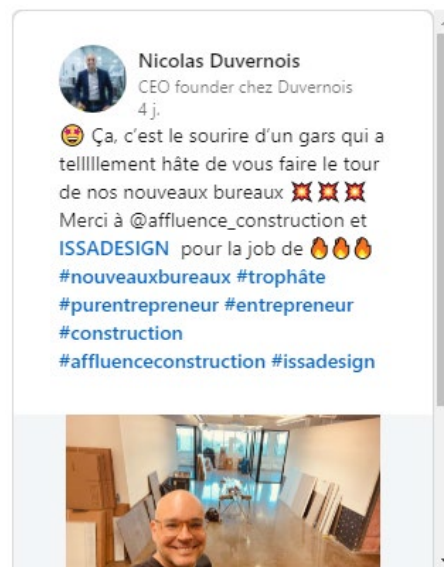 Nicolas Duvernois
CEO founder chez Duvernois
4 j.
🤩 Ça, c’est le sourire d’un gars qui a
telllllement hâte de vous faire le tour
de nos nouveaux bureaux 💥 💥 💥
Merci à @affluence_construction et
ISSADESIGN pour la job de 🔥🔥🔥
#nouveauxbureaux #trophâte
#purentrepreneur #entrepreneur
#construction
#affluenceconstruction #issadesign